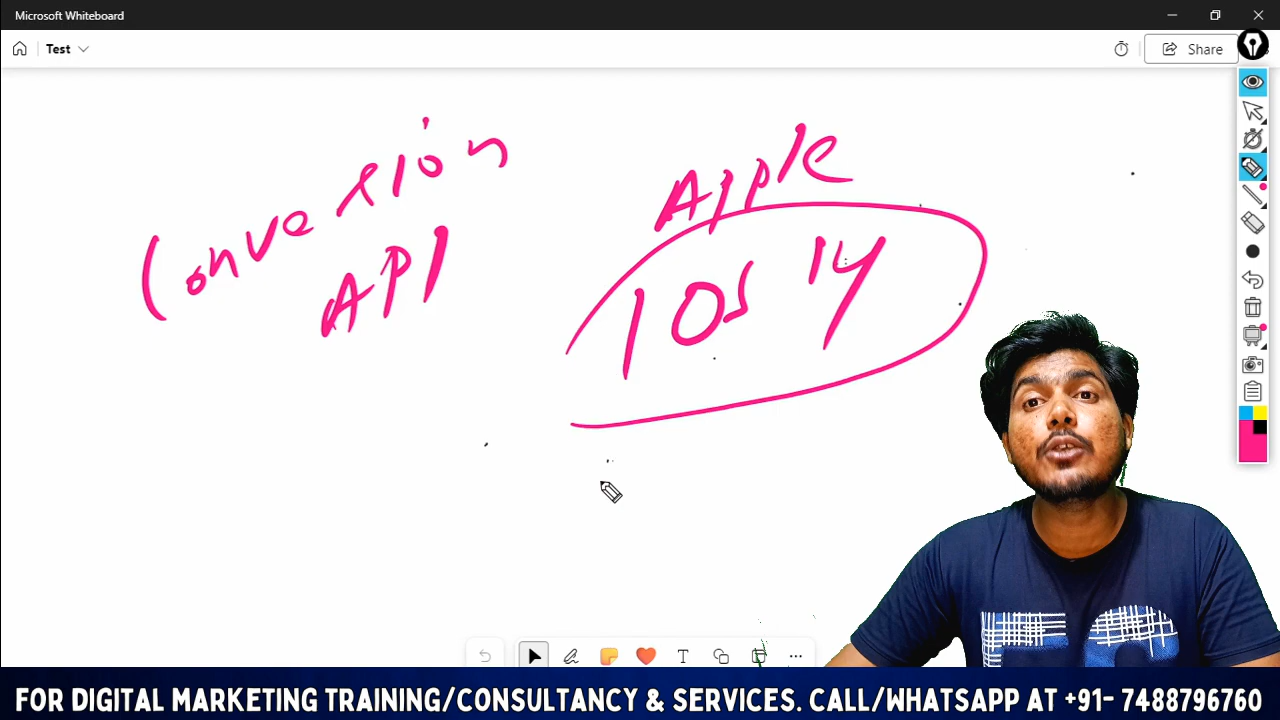 Microsoft Whiteboard
Test
Share
Conversion
API
Apple
IOS 14
FOR DIGITAL MARKETING TRAINING/CONSULTANCY & SERVICES. CALL/WHATSAPP AT +91- 7488796760